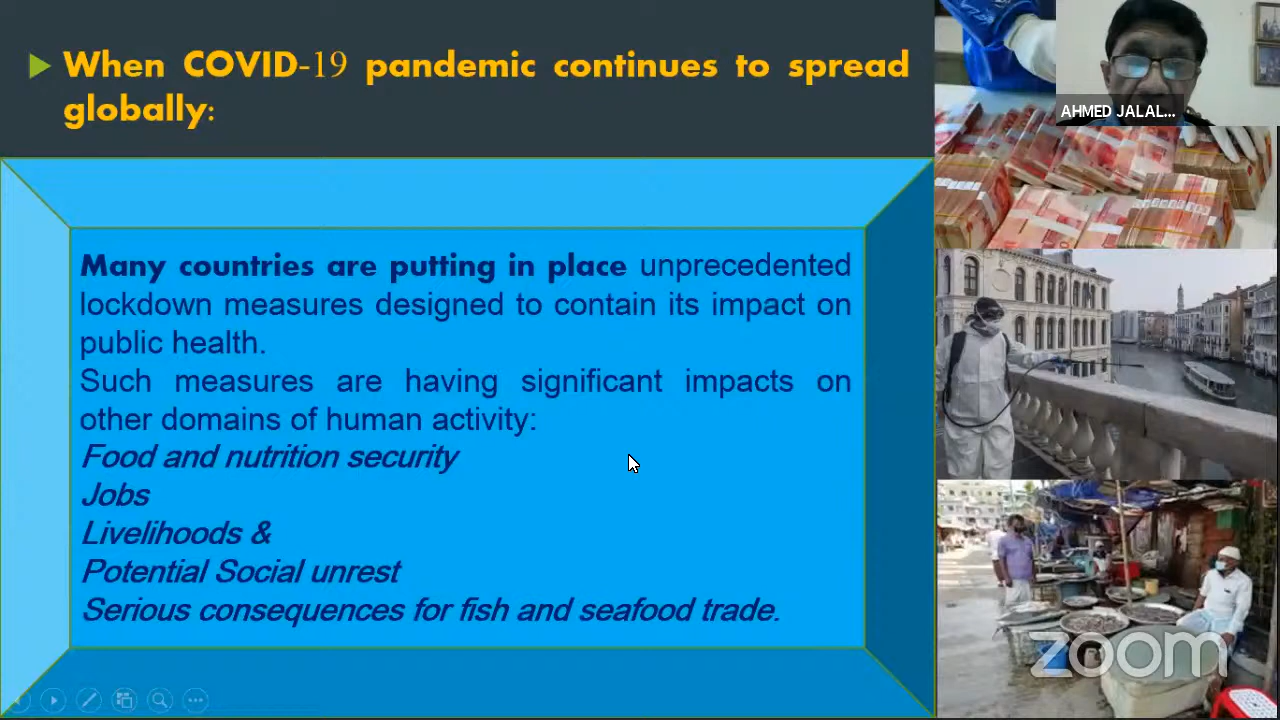 When COVID-19 pandemic continues to spread
globally:
AHMED JALAL...
Many countries are putting in place unprecedented
lockdown measures designed to contain its impact on
public health.
Such measures are having significant impacts on
other domains of human activity:
Food and nutrition security
Jobs
Livelihoods &
Potential Social unrest
Serious consequences for fish and seafood trade.
zoom